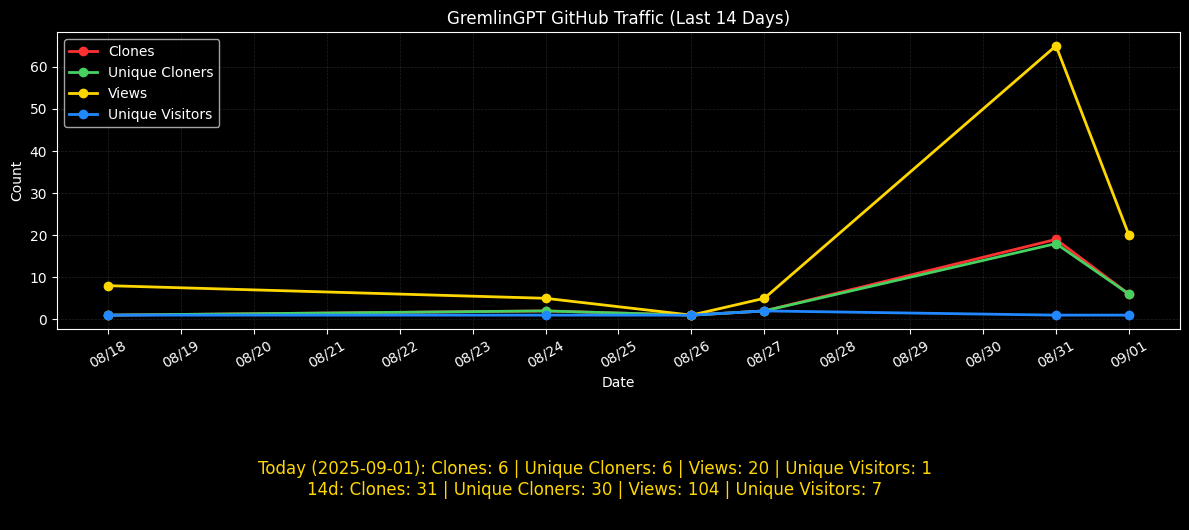 GremlinGPT GitHub Traffic (Last 14 Days)
Clones
Unique Cloners
Views
Unique Visitors
Count
60
50
40
30
20
10
0
08/18 08/19 08/20 08/21 08/22 08/23 08/24 08/25 08/26 08/27 08/28 08/29 08/30 08/31 09/01
Date
Today (2025-09-01): Clones: 6 | Unique Cloners: 6 | Views: 20 | Unique Visitors: 1
14d: Clones: 31 | Unique Cloners: 30 | Views: 104 | Unique Visitors: 7